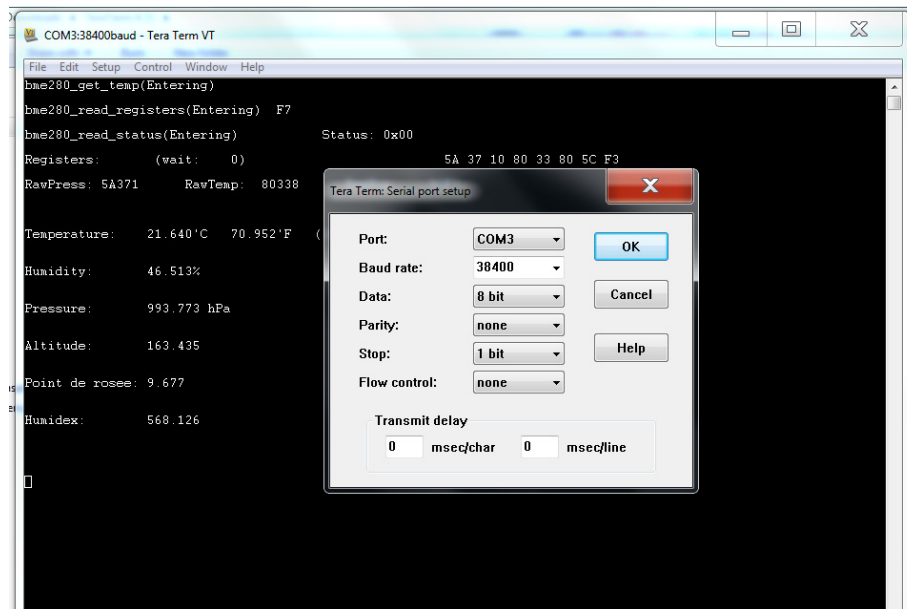 COM3:38400baud - Tera Term VT
File Edit Setup Control Window Help
bme280_get_temp(Entering)
bme280_read_registers(Entering) F7
bme280_read_status(Entering) Status: 0x00
Registers: (wait: 0) 5A 37 10 80 33 80 5C F3
RawPress: 5A371 RawTemp: 80338
Temperature: 21.640'C 70.952'F (
Humidity: 46.513%
Pressure: 993.773 hPa
Altitude: 163.435
Point de rosee: 9.677
Humidex: 568.126
Tera Term: Serial port setup
Port: COM3
OK
Baud rate: 38400
Data: 8 bit
Cancel
Parity: none
Stop: 1 bit
Help
Flow control: none
Transmit delay
0 msec/char 0 msec/line